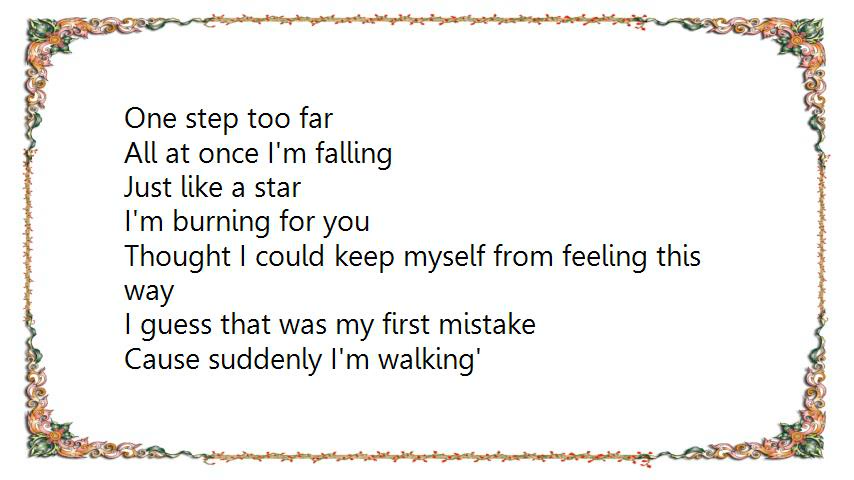 One step too far
All at once I'm falling
Just like a star
I'm burning for you
Thought I could keep myself from feeling this
way
I guess that was my first mistake
Cause suddenly I'm walking'